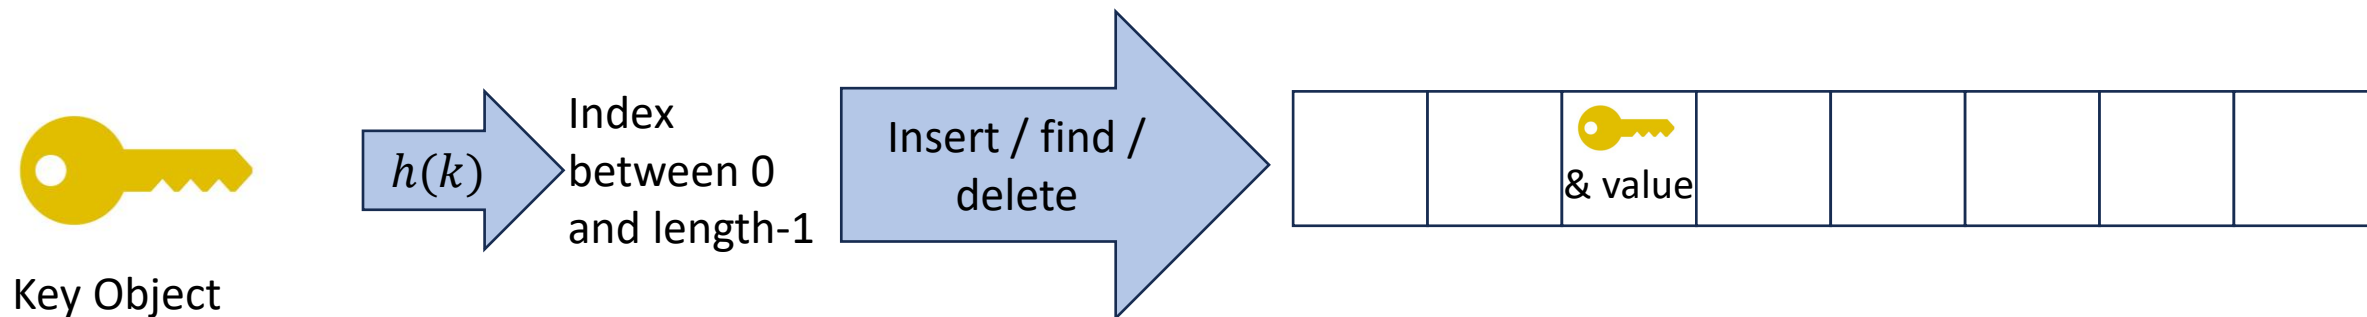 Key Object
h(k)
Index
between 0
and length-1
Insert / find /
delete
& value